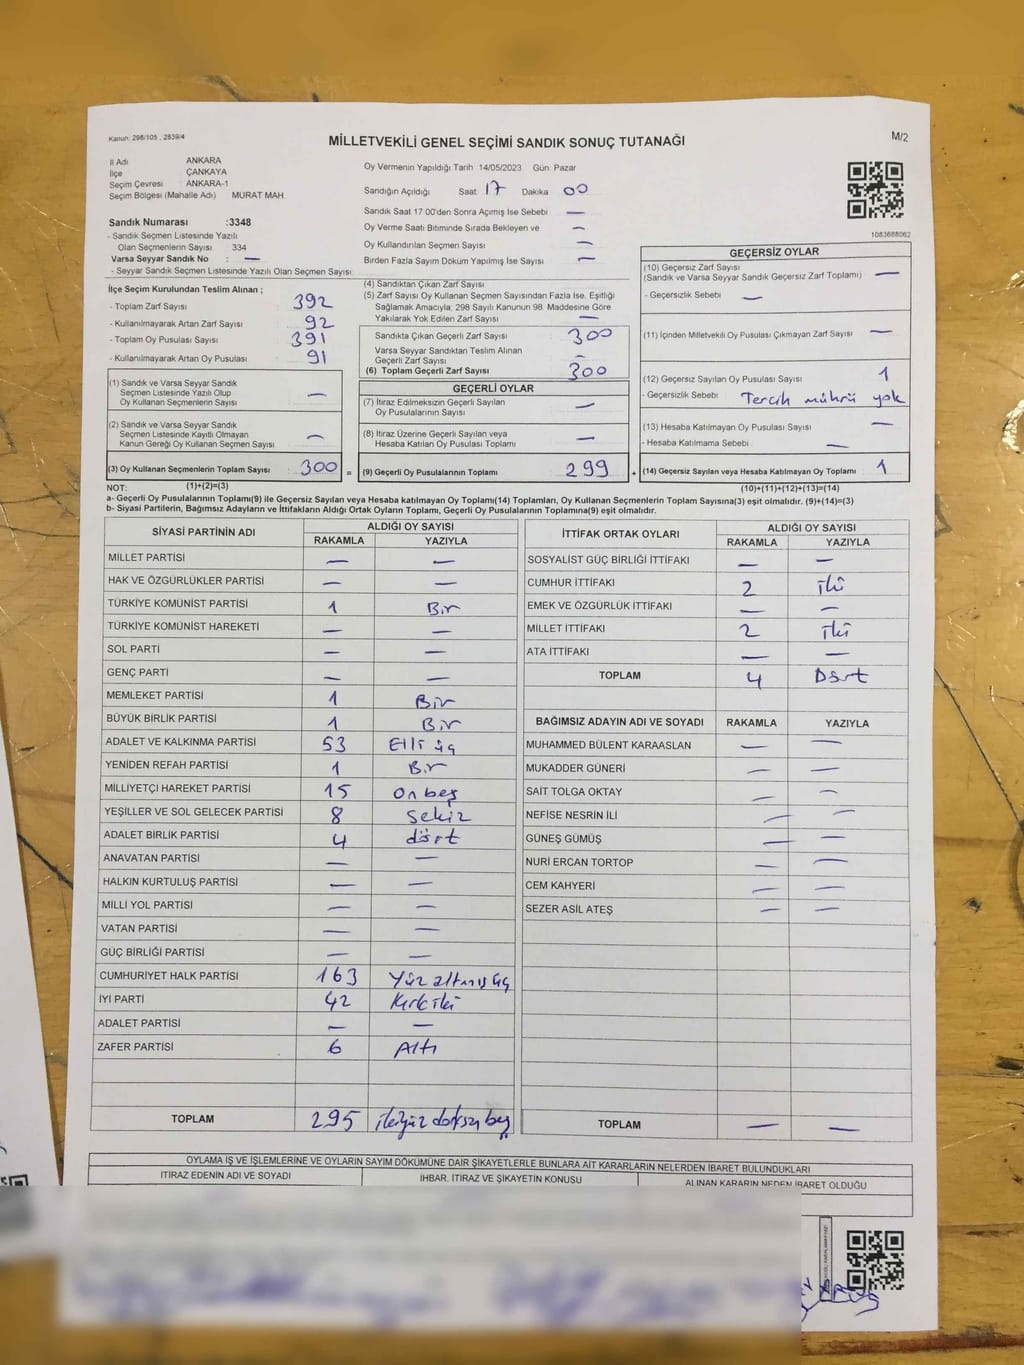 Kanun: 298/105 , 2839/4
MİLLETVEKİLİ GENEL SEÇİMİ SANDIK SONUÇ TUTANAĞI
M/2
İl Adı ANKARA
İlçe ÇANKAYA
Seçim Çevresi ANKARA-1
Seçim Bölgesi (Mahalle Adı) MURAT MAH.
Oy Vermenin Yapıldığı Tarih 14/05/2023 Gün Pazar
Sandığın Açıldığı Saat 17 Dakika 00
Sandık Saat 17:00'den Sonra Açımış İse Sebebi —
Oy Verme Saati Bitiminde Sırada Bekleyen ve —
Oy Kullandırılan Seçmen Sayısı —
Birden Fazla Sayım Döküm Yapılmış İse Sayısı —
1083688062
Sandık Numarası :3348
- Sandık Seçmen Listesinde Yazılı
Olan Seçmenlerin Sayısı 334
Varsa Seyyar Sandık No : —
- Seyyar Sandık Seçmen Listesinde Yazılı Olan Seçmen Sayısı:
İlçe Seçim Kurulundan Teslim Alınan ;
- Toplam Zarf Sayısı 392
- Kullanılmayarak Artan Zarf Sayısı 92
- Toplam Oy Pusulası Sayısı 391
- Kullanılmayarak Artan Oy Pusulası 91
(1) Sandık ve Varsa Seyyar Sandık
Seçmen Listesinde Yazılı Olup —
Oy Kullanan Seçmenlerin Sayısı
(2) Sandık ve Varsa Seyyar Sandık
Seçmen Listesinde Kayıtlı Olmayan —
Kanun Gereği Oy Kullanan Seçmen Sayısı
(3) Oy Kullanan Seçmenlerin Toplam Sayısı 300 =
(1)+(2)=(3)
(4) Sandıktan Çıkan Zarf Sayısı
(5) Zarf Sayısı Oy Kullanan Seçmen Sayısından Fazla İse, Eşitliği
Sağlamak Amacıyla; 298 Sayılı Kanunun 98. Maddesine Göre
Yakılarak Yok Edilen Zarf Sayısı —
Sandıkta Çıkan Geçerli Zarf Sayısı 300
Varsa Seyyar Sandıktan Teslim Alınan
Geçerli Zarf Sayısı —
(6) Toplam Geçerli Zarf Sayısı 300
GEÇERLİ OYLAR
(7) İtiraz Edilmeksizin Geçerli Sayılan
Oy Pusulalarının Sayısı —
(8) İtiraz Üzerine Geçerli Sayılan veya
Hesaba Katılan Oy Pusulası Toplamı —
(9) Geçerli Oy Pusulalarının Toplamı 299 +
GEÇERSİZ OYLAR
(10) Geçersiz Zarf Sayısı
(Sandık ve Varsa Seyyar Sandık Geçersiz Zarf Toplamı) —
- Geçersizlik Sebebi —
(11) İçinden Milletvekili Oy Pusulası Çıkmayan Zarf Sayısı —
(12) Geçersiz Sayılan Oy Pusulası Sayısı 1
- Geçersizlik Sebebi Tercih mührü yok
(13) Hesaba Katılmayan Oy Pusulası Sayısı —
- Hesaba Katılmama Sebebi —
(14) Geçersiz Sayılan veya Hesaba Katılmayan Oy Toplamı 1
(10)+(11)+(12)+(13)=(14)
NOT:
a- Geçerli Oy Pusulalarının Toplamı(9) ile Geçersiz Sayılan veya Hesaba katılmayan Oy Toplamı(14) Toplamları, Oy Kullanan Seçmenlerin Toplam Sayısına(3) eşit olmalıdır. (9)+(14)=(3)
b- Siyasi Partilerin, Bağımsız Adayların ve İttifakların Aldığı Ortak Oyların Toplamı, Geçerli Oy Pusulalarının Toplamına(9) eşit olmalıdır.
SİYASİ PARTİNİN ADI ALDIĞI OY SAYISI
RAKAMLA YAZIYLA
MİLLET PARTİSİ — —
HAK VE ÖZGÜRLÜKLER PARTİSİ — —
TÜRKİYE KOMÜNİST PARTİSİ 1 Bir
TÜRKİYE KOMÜNİST HAREKETİ — —
SOL PARTİ — —
GENÇ PARTİ — —
MEMLEKET PARTİSİ 1 Bir
BÜYÜK BİRLİK PARTİSİ 1 Bir
ADALET VE KALKINMA PARTİSİ 53 Elli üç
YENİDEN REFAH PARTİSİ 1 Bir
MİLLİYETÇİ HAREKET PARTİSİ 15 On beş
YEŞİLLER VE SOL GELECEK PARTİSİ 8 sekiz
ADALET BİRLİK PARTİSİ 4 dört
ANAVATAN PARTİSİ — —
HALKIN KURTULUŞ PARTİSİ — —
MİLLİ YOL PARTİSİ — —
VATAN PARTİSİ — —
GÜÇ BİRLİĞİ PARTİSİ — —
CUMHURİYET HALK PARTİSİ 163 Yüz altmış üç
İYİ PARTİ 42 Kırk iki
ADALET PARTİSİ — —
ZAFER PARTİSİ 6 Altı
TOPLAM 295 ikiyüz doksan beş
İTTİFAK ORTAK OYLARI ALDIĞI OY SAYISI
RAKAMLA YAZIYLA
SOSYALİST GÜÇ BİRLİĞİ İTTİFAKI — —
CUMHUR İTTİFAKI 2 İki
EMEK VE ÖZGÜRLÜK İTTİFAKI — —
MİLLET İTTİFAKI 2 İki
ATA İTTİFAKI — —
TOPLAM 4 Dört
BAĞIMSIZ ADAYIN ADI VE SOYADI RAKAMLA YAZIYLA
MUHAMMED BÜLENT KARAASLAN — —
MUKADDER GÜNERİ — —
SAİT TOLGA OKTAY — —
NEFİSE NESRİN İLİ — —
GÜNEŞ GÜMÜŞ — —
NURİ ERCAN TORTOP — —
CEM KAHYERİ — —
SEZER ASİL ATEŞ — —
TOPLAM — —
OYLAMA İŞ VE İŞLEMLERİNE VE OYLARIN SAYIM DÖKÜMÜNE DAİR ŞİKAYETLERLE BUNLARA AİT KARARLARIN NELERDEN İBARET BULUNDUKLARI
İTİRAZ EDENİN ADI VE SOYADI İHBAR, İTİRAZ VE ŞİKAYETİN KONUSU ALINAN KARARIN NEDEN İBARET OLDUĞU